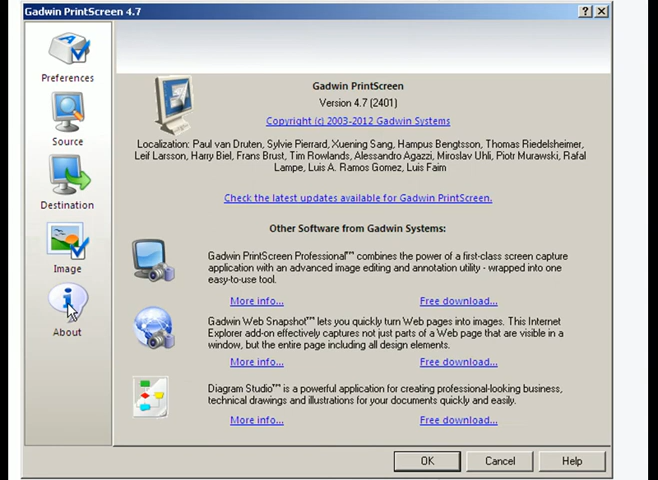 Gadwin PrintScreen 4.7
Preferences
Source
Destination
Image
About
Gadwin PrintScreen
Version 4.7 (2401)
Copyright (c) 2003-2012 Gadwin Systems
Localization: Paul van Druten, Sylvie Pierrard, Xuening Sang, Hampus Bengtsson, Thomas Riedelsheimer,
Leif Larsson, Harry Biel, Frans Brust, Tim Rowlands, Alessandro Agazzi, Miroslav Uhli, Piotr Murawski, Rafal
Lampe, Luis A. Ramos Gomez, Luis Faim
Check the latest updates available for Gadwin PrintScreen.
Other Software from Gadwin Systems:
Gadwin PrintScreen Professional™ combines the power of a first-class screen capture
application with an advanced image editing and annotation utility - wrapped into one
easy-to-use tool.
More info... Free download...
Gadwin Web Snapshot™ lets you quickly turn Web pages into images. This Internet
Explorer add-on effectively captures not just parts of a Web page that are visible in a
window, but the entire page including all design elements.
More info... Free download...
Diagram Studio™ is a powerful application for creating professional-looking business,
technical drawings and illustrations for your documents quickly and easily.
More info... Free download...
OK Cancel Help